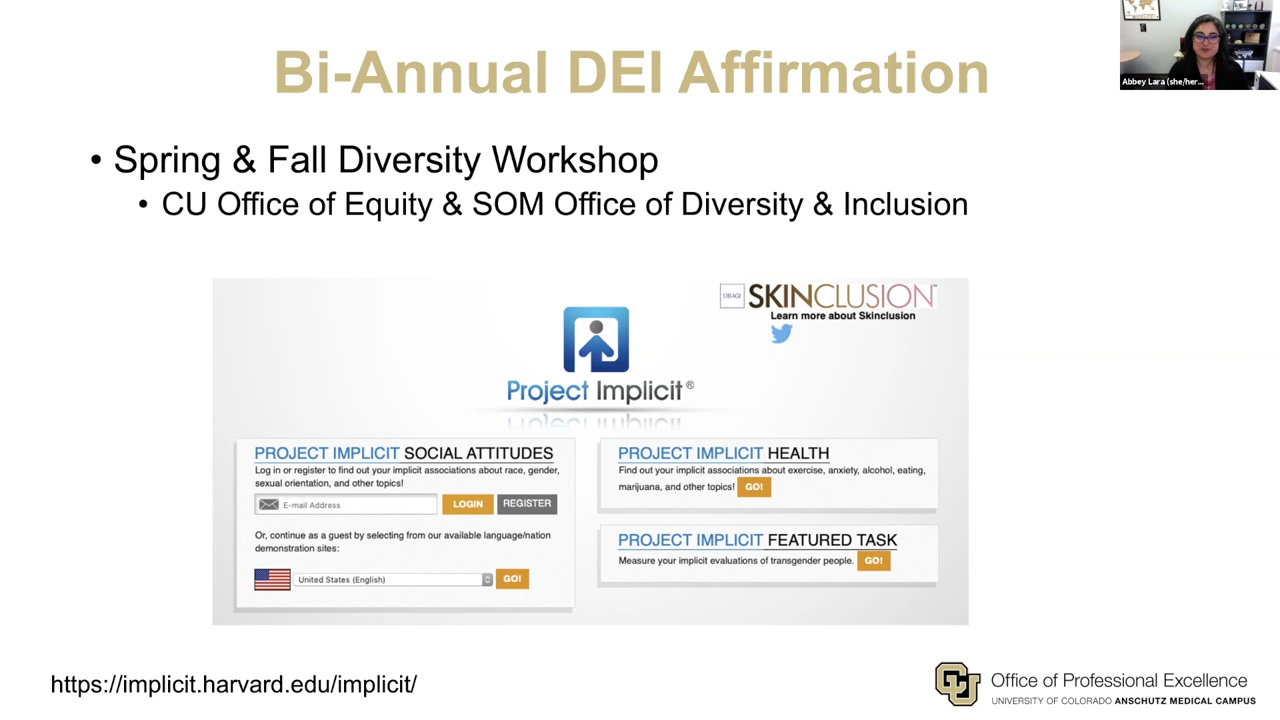 Bi-Annual DEI Affirmation
Abbey Lara (she/her...
• Spring & Fall Diversity Workshop
• CU Office of Equity & SOM Office of Diversity & Inclusion
OBAGI SKINCLUSION™
Learn more about Skinclusion
Project Implicit®
PROJECT IMPLICIT SOCIAL ATTITUDES
Log in or register to find out your implicit associations about race, gender,
sexual orientation, and other topics!
E-mail Address LOGIN REGISTER
Or, continue as a guest by selecting from our available language/nation
demonstration sites:
United States (English) GO!
PROJECT IMPLICIT HEALTH
Find out your implicit associations about exercise, anxiety, alcohol, eating,
marijuana, and other topics! GO!
PROJECT IMPLICIT FEATURED TASK
Measure your implicit evaluations of transgender people. GO!
https://implicit.harvard.edu/implicit/
CU Office of Professional Excellence
UNIVERSITY OF COLORADO ANSCHUTZ MEDICAL CAMPUS